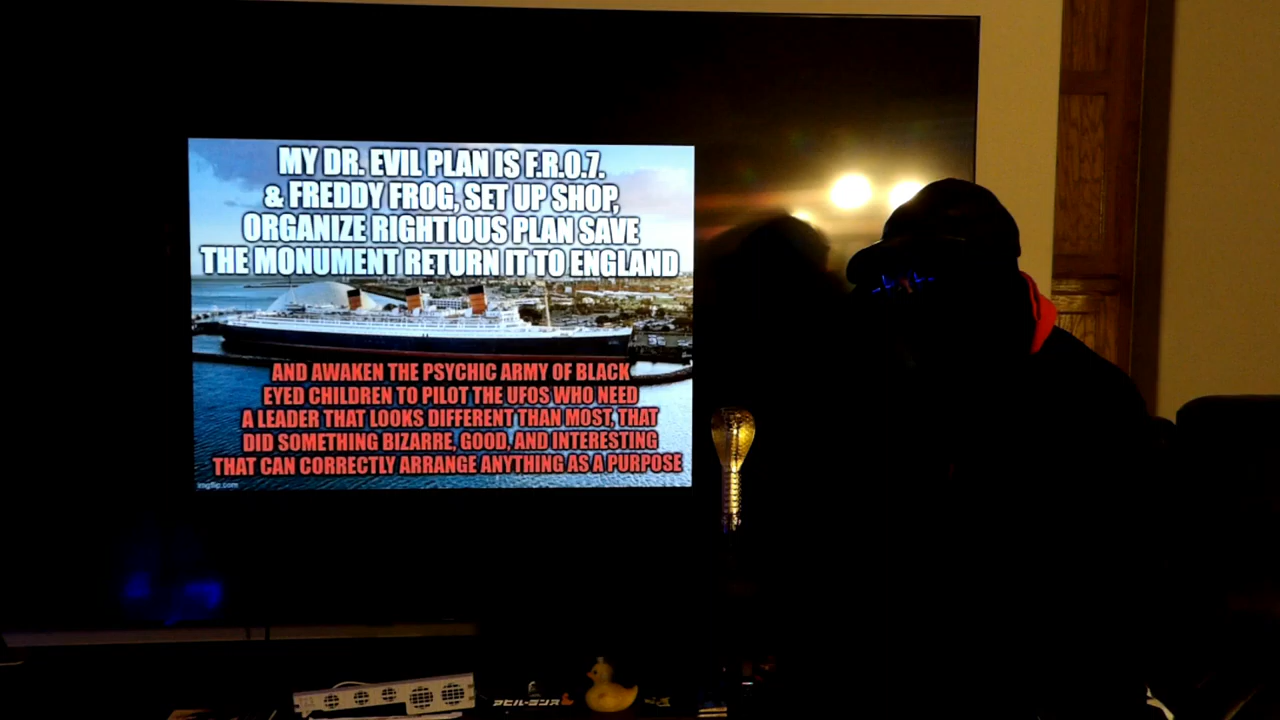 MY DR. EVIL PLAN IS F.R.O.7.
& FREDDY FROG, SET UP SHOP,
ORGANIZE RIGHTIOUS PLAN SAVE
THE MONUMENT RETURN IT TO ENGLAND
AND AWAKEN THE PSYCHIC ARMY OF BLACK
EYED CHILDREN TO PILOT THE UFOS WHO NEED
A LEADER THAT LOOKS DIFFERENT THAN MOST, THAT
DID SOMETHING BIZARRE, GOOD, AND INTERESTING
THAT CAN CORRECTLY ARRANGE ANYTHING AS A PURPOSE
imgflip.com